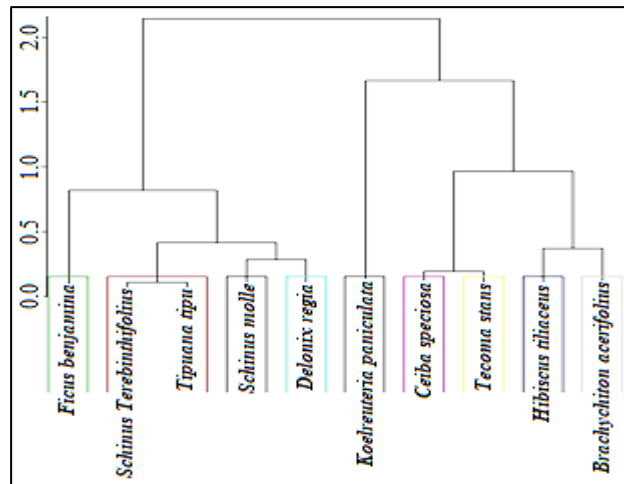 2.0
1.5
1.0
0.5
0.0
Ficus benjamina
Schinus Terebinthifolius
Tipuana tipu
Schinus molle
Delonix regia
Koelreuteria paniculata
Ceiba speciosa
Tecoma stans
Hibiscus tiliaceus
Brachychiton acerifolius